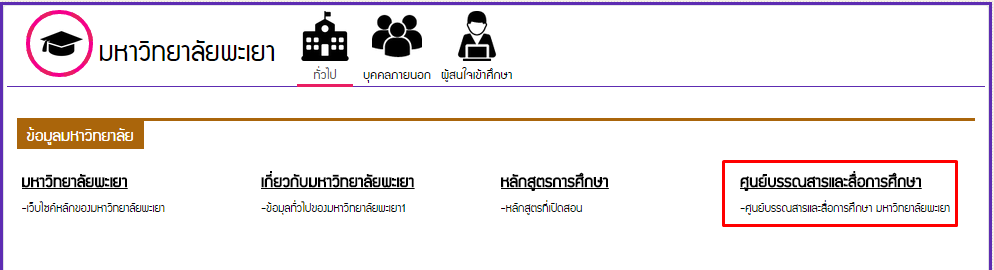 มหาวิทยาลัยพะเยา
ทั่วไป บุคคลภายนอก ผู้สนใจเข้าศึกษา
ข้อมูลมหาวิทยาลัย
มหาวิทยาลัยพะเยา เกี่ยวกับมหาวิทยาลัยพะเยา หลักสูตรการศึกษา ศูนย์บรรณสารและสื่อการศึกษา
-เว็บไซค์หลักของมหาวิทยาลัยพะเยา -ข้อมูลทั่วไปของมหาวิทยาลัยพะเยา1 -หลักสูตรที่เปิดสอน -ศูนย์บรรณสารและสื่อการศึกษา มหาวิทยาลัยพะเยา